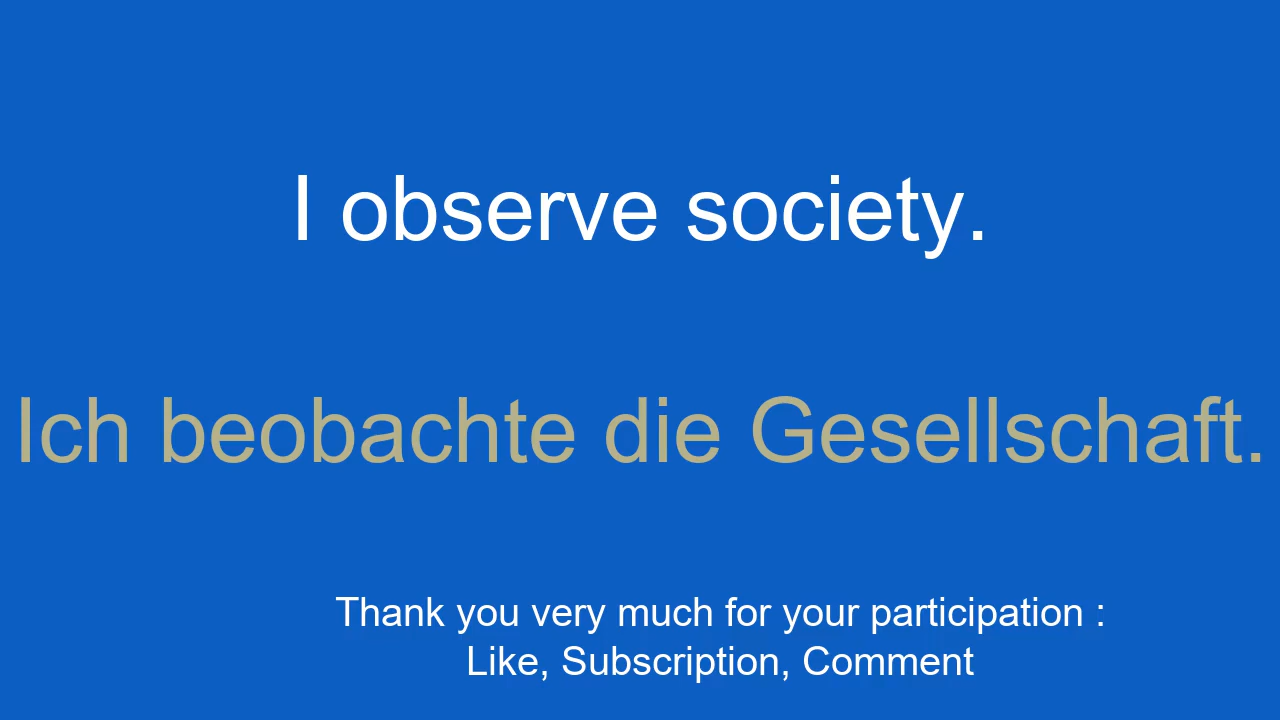 I observe society.
Ich beobachte die Gesellschaft.
Thank you very much for your participation :
Like, Subscription, Comment